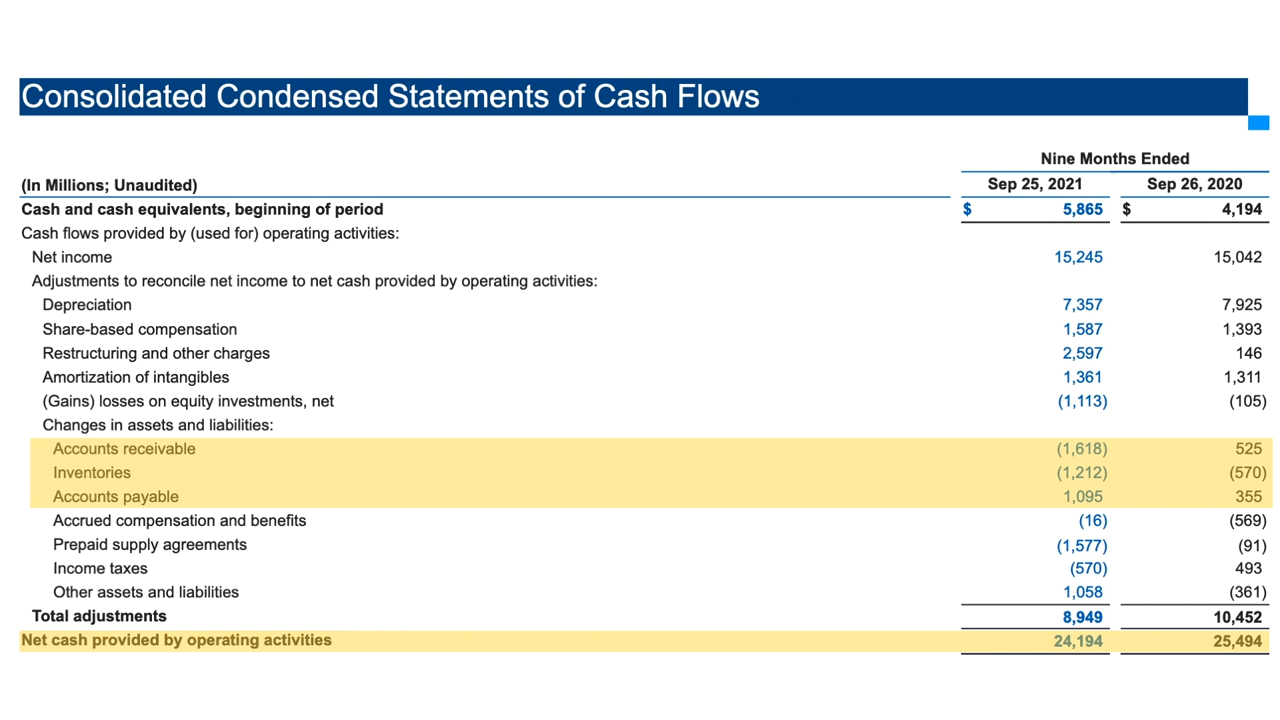 Consolidated Condensed Statements of Cash Flows
Nine Months Ended
(In Millions; Unaudited) Sep 25, 2021 Sep 26, 2020
Cash and cash equivalents, beginning of period $ 5,865 $ 4,194
Cash flows provided by (used for) operating activities:
Net income 15,245 15,042
Adjustments to reconcile net income to net cash provided by operating activities:
Depreciation 7,357 7,925
Share-based compensation 1,587 1,393
Restructuring and other charges 2,597 146
Amortization of intangibles 1,361 1,311
(Gains) losses on equity investments, net (1,113) (105)
Changes in assets and liabilities:
Accounts receivable (1,618) 525
Inventories (1,212) (570)
Accounts payable 1,095 355
Accrued compensation and benefits (16) (569)
Prepaid supply agreements (1,577) (91)
Income taxes (570) 493
Other assets and liabilities 1,058 (361)
Total adjustments 8,949 10,452
Net cash provided by operating activities 24,194 25,494